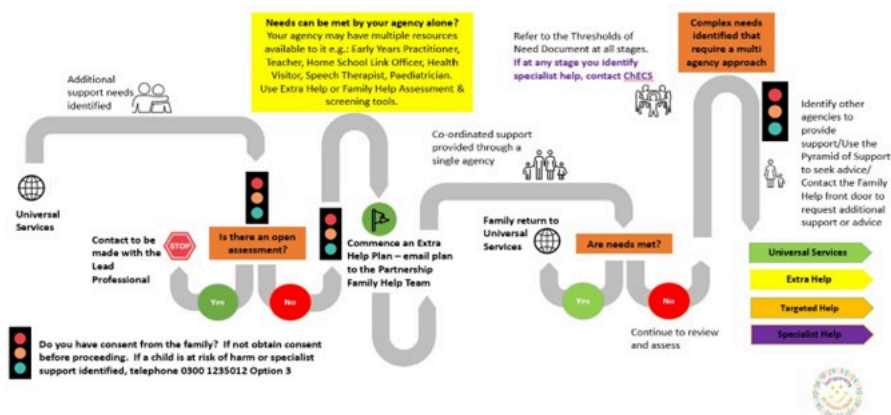 Needs can be met by your agency alone?
Your agency may have multiple resources
available to it e.g.: Early Years Practitioner,
Teacher, Home School Link Officer, Health
Visitor, Speech Therapist, Paediatrician.
Use Extra Help or Family Help Assessment &
screening tools.
Refer to the Thresholds of
Need Document at all stages.
If at any stage you identify
specialist help, contact ChECS
Complex needs
identified that
require a multi
agency approach
Additional
support needs
identified
Identify other
agencies to
provide
support/Use the
Pyramid of Support
to seek advice/
Contact the Family
Help front door to
request additional
support or advice
Co-ordinated support
provided through a
single agency
Universal
Services
Contact to be
made with the
Lead
Professional
STOP
Is there an open
assessment?
Yes
No
Commence an Extra
Help Plan – email plan
to the Partnership
Family Help Team
Family return to
Universal
Services
Are needs met?
Yes
No
Continue to review
and assess
Universal Services
Extra Help
Targeted Help
Specialist Help
Do you have consent from the family? If not obtain consent
before proceeding. If a child is at risk of harm or specialist
support identified, telephone 0300 1235012 Option 3